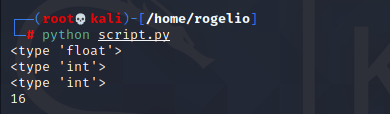 ┌──(root💀kali)-[/home/rogelio]
└─# python script.py
<type 'float'>
<type 'int'>
<type 'int'>
16